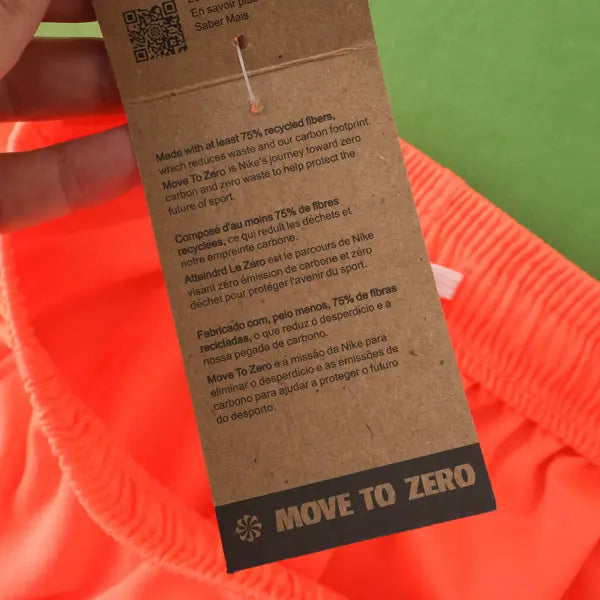 En savoir plus
Saber Mais
Made with at least 75% recycled fibers,
which reduces waste and our carbon footprint.
Move To Zero is Nike's journey toward zero
carbon and zero waste to help protect the
future of sport.
Composé d'au moins 75% de fibres
recyclées, ce qui réduit les déchets et
notre empreinte carbone.
Atteindrd Le Zéro est le parcours de Nike
visant zéro émission de carbone et zéro
déchet pour protéger l'avenir du sport.
Fabricado com, pelo menos, 75% de fibras
recicladas, o que reduz o desperdício e a
nossa pegada de carbono.
Move To Zero é a missão de Nike para
eliminar o desperdício e as emissões de
carbono para ajudar a proteger o futuro
do desporto.
MOVE TO ZERO